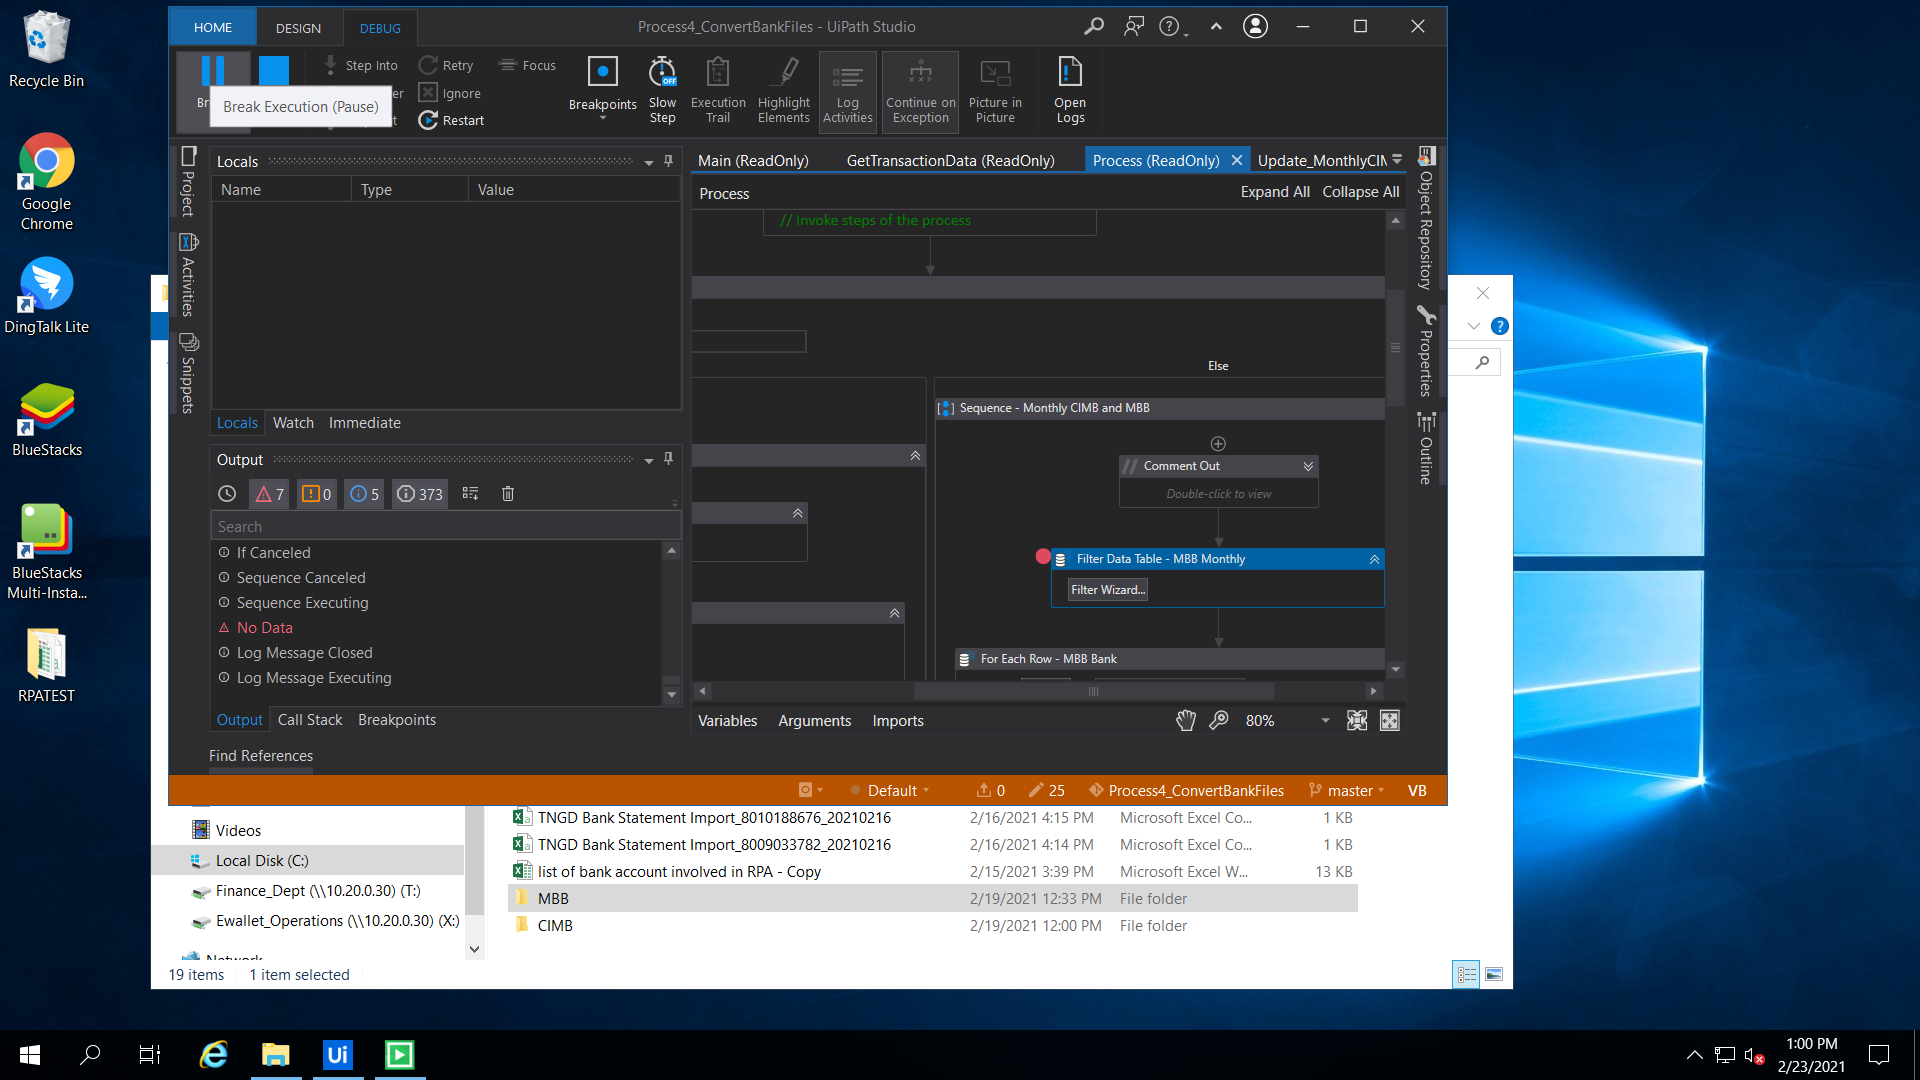 Recycle Bin
Google
Chrome
DingTalk Lite
BlueStacks
BlueStacks
Multi-Insta...
RPATEST
HOME
DESIGN
DEBUG
Process4_ConvertBankFiles - UiPath Studio
Step Into
Retry
Focus
Ignore
Restart
Break Execution (Pause)
Breakpoints
Slow
Step
OFF
Execution
Trail
Highlight
Elements
Log
Activities
Continue on
Exception
Picture in
Picture
Open
Logs
Project
Activities
Snippets
Locals
Name
Type
Value
Locals
Watch
Immediate
Output
7
0
5
373
Search
If Canceled
Sequence Canceled
Sequence Executing
No Data
Log Message Closed
Log Message Executing
Output
Call Stack
Breakpoints
Find References
Main (ReadOnly)
GetTransactionData (ReadOnly)
Process (ReadOnly)
Update_MonthlyCIM
Process
Expand All
Collapse All
// Invoke steps of the process
Else
Sequence - Monthly CIMB and MBB
// Comment Out
Double-click to view
Filter Data Table - MBB Monthly
Filter Wizard...
For Each Row - MBB Bank
Variables
Arguments
Imports
80%
Object Repository
Properties
Outline
Default
0
25
Process4_ConvertBankFiles
master
VB
Videos
Local Disk (C:)
Finance_Dept (\\10.20.0.30) (T:)
Ewallet_Operations (\\10.20.0.30) (X:)
Network
TNGD Bank Statement Import_8010188676_20210216
2/16/2021 4:15 PM
Microsoft Excel Co...
1 KB
TNGD Bank Statement Import_8009033782_20210216
2/16/2021 4:14 PM
Microsoft Excel Co...
1 KB
list of bank account involved in RPA - Copy
2/15/2021 3:39 PM
Microsoft Excel W...
13 KB
MBB
2/19/2021 12:33 PM
File folder
CIMB
2/19/2021 12:00 PM
File folder
19 items
1 item selected
Ui
1:00 PM
2/23/2021